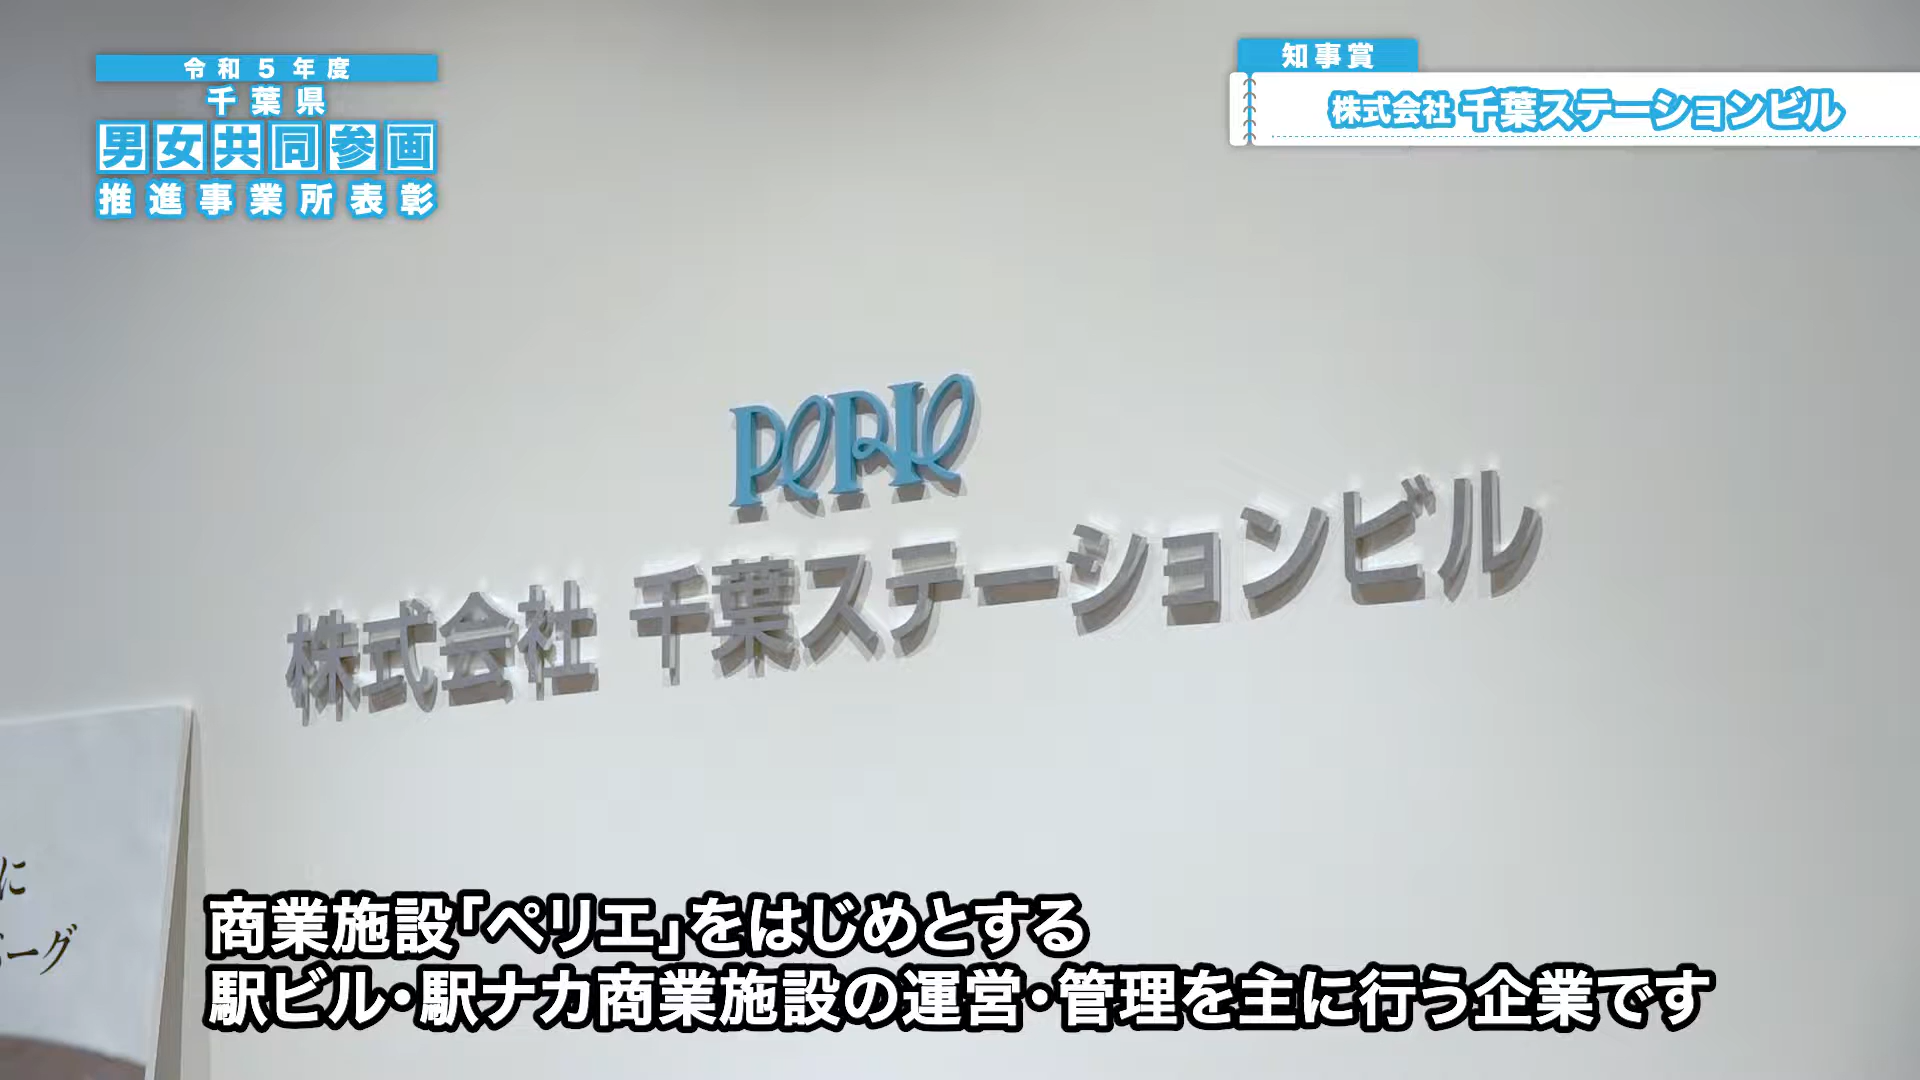 令和5年度
千葉県
男女共同参画
推進事業所表彰
知事賞
株式会社 千葉ステーションビル
PeRIe
株式会社 千葉ステーションビル
に
ーグ
商業施設「ペリエ」をはじめとする
駅ビル・駅ナカ商業施設の運営・管理を主に行う企業です